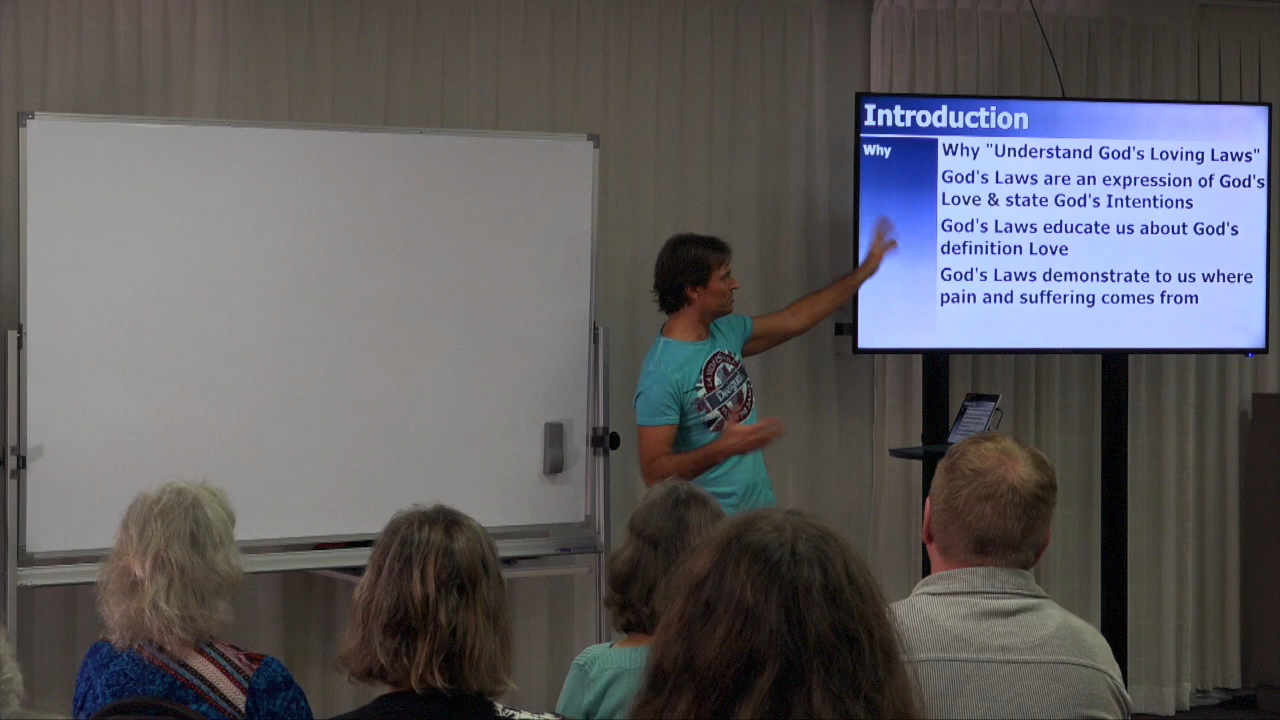 Introduction
Why
Why "Understand God's Loving Laws"
God's Laws are an expression of God's
Love & state God's Intentions
God's Laws educate us about God's
definition Love
God's Laws demonstrate to us where
pain and suffering comes from